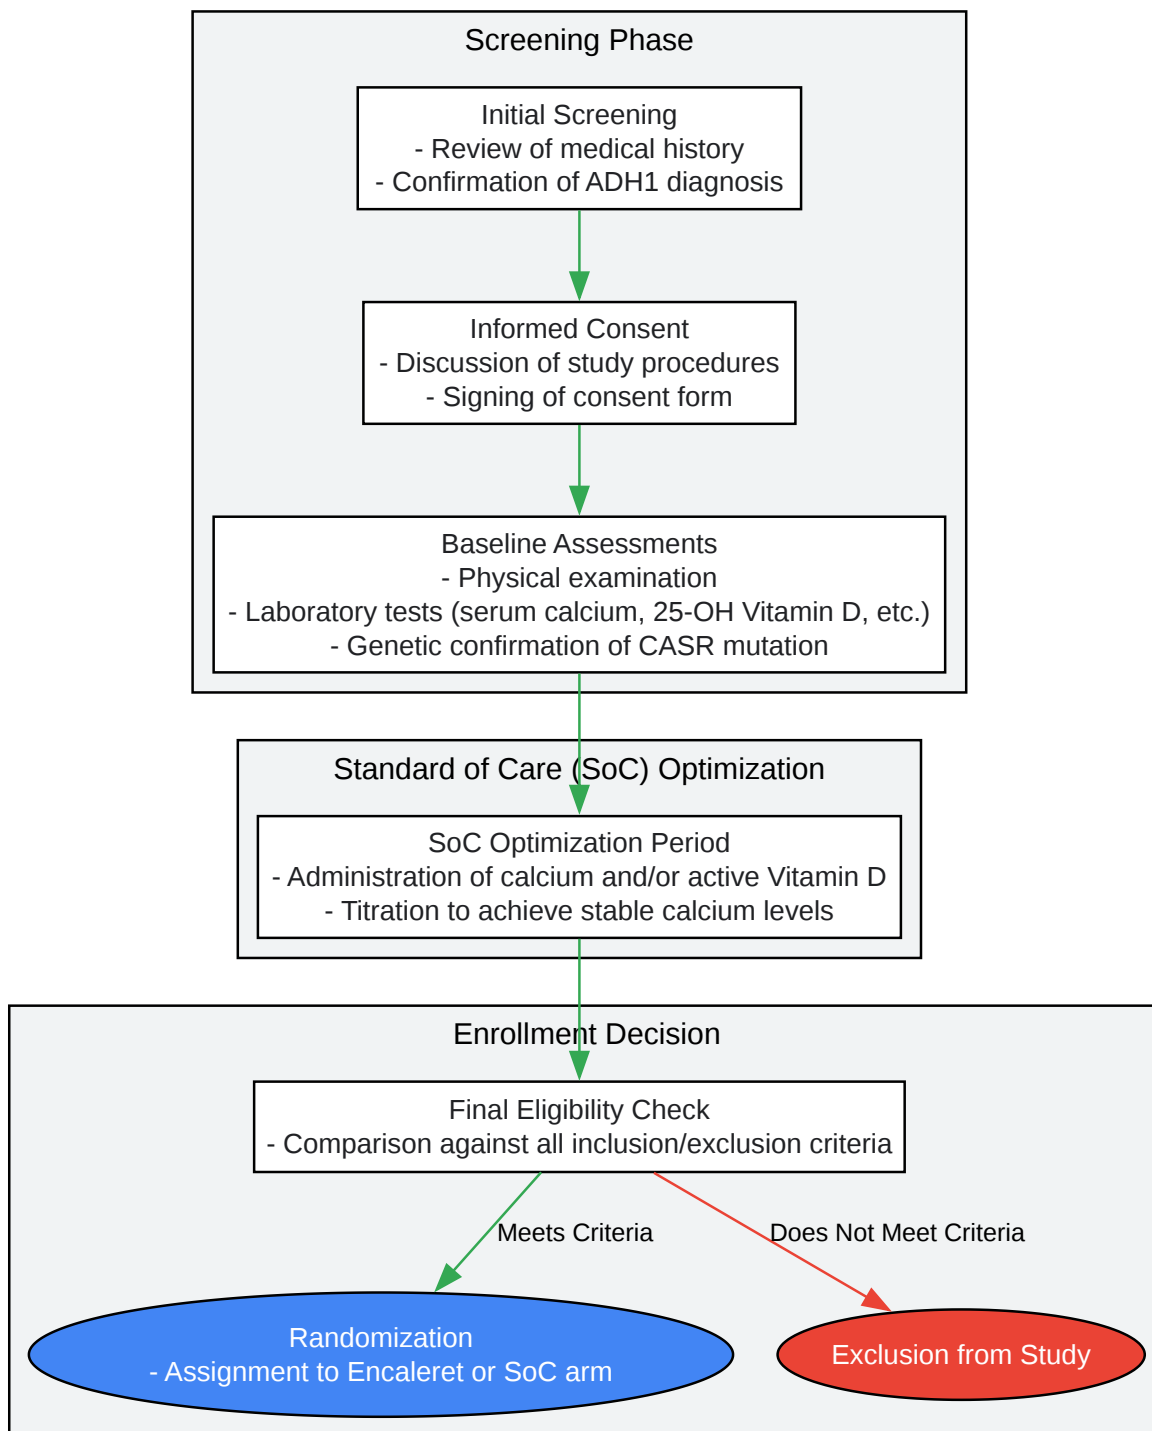 Screening Phase
Initial Screening
- Review of medical history
- Confirmation of ADH1 diagnosis
Informed Consent
- Discussion of study procedures
- Signing of consent form
Baseline Assessments
- Physical examination
- Laboratory tests (serum calcium, 25-OH Vitamin D, etc.)
- Genetic confirmation of CASR mutation
Standard of Care (SoC) Optimization
SoC Optimization Period
- Administration of calcium and/or active Vitamin D
- Titration to achieve stable calcium levels
Enrollment Decision
Final Eligibility Check
- Comparison against all inclusion/exclusion criteria
Meets Criteria
Does Not Meet Criteria
Randomization
- Assignment to Encaleret or SoC arm
Exclusion from Study